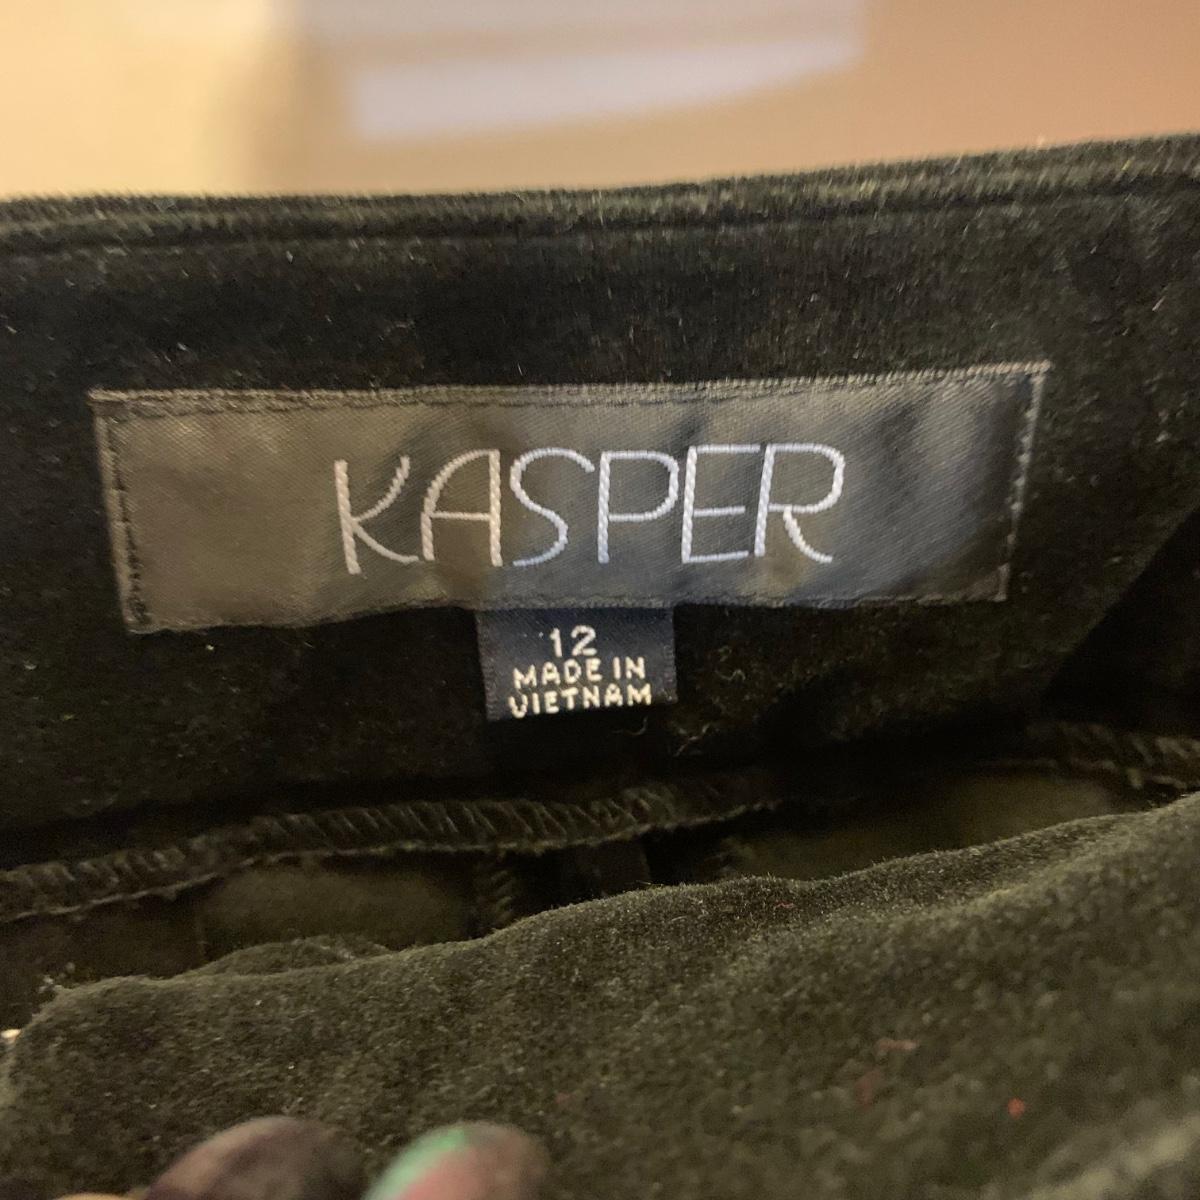 KASPER
12
MADE IN
VIETNAM